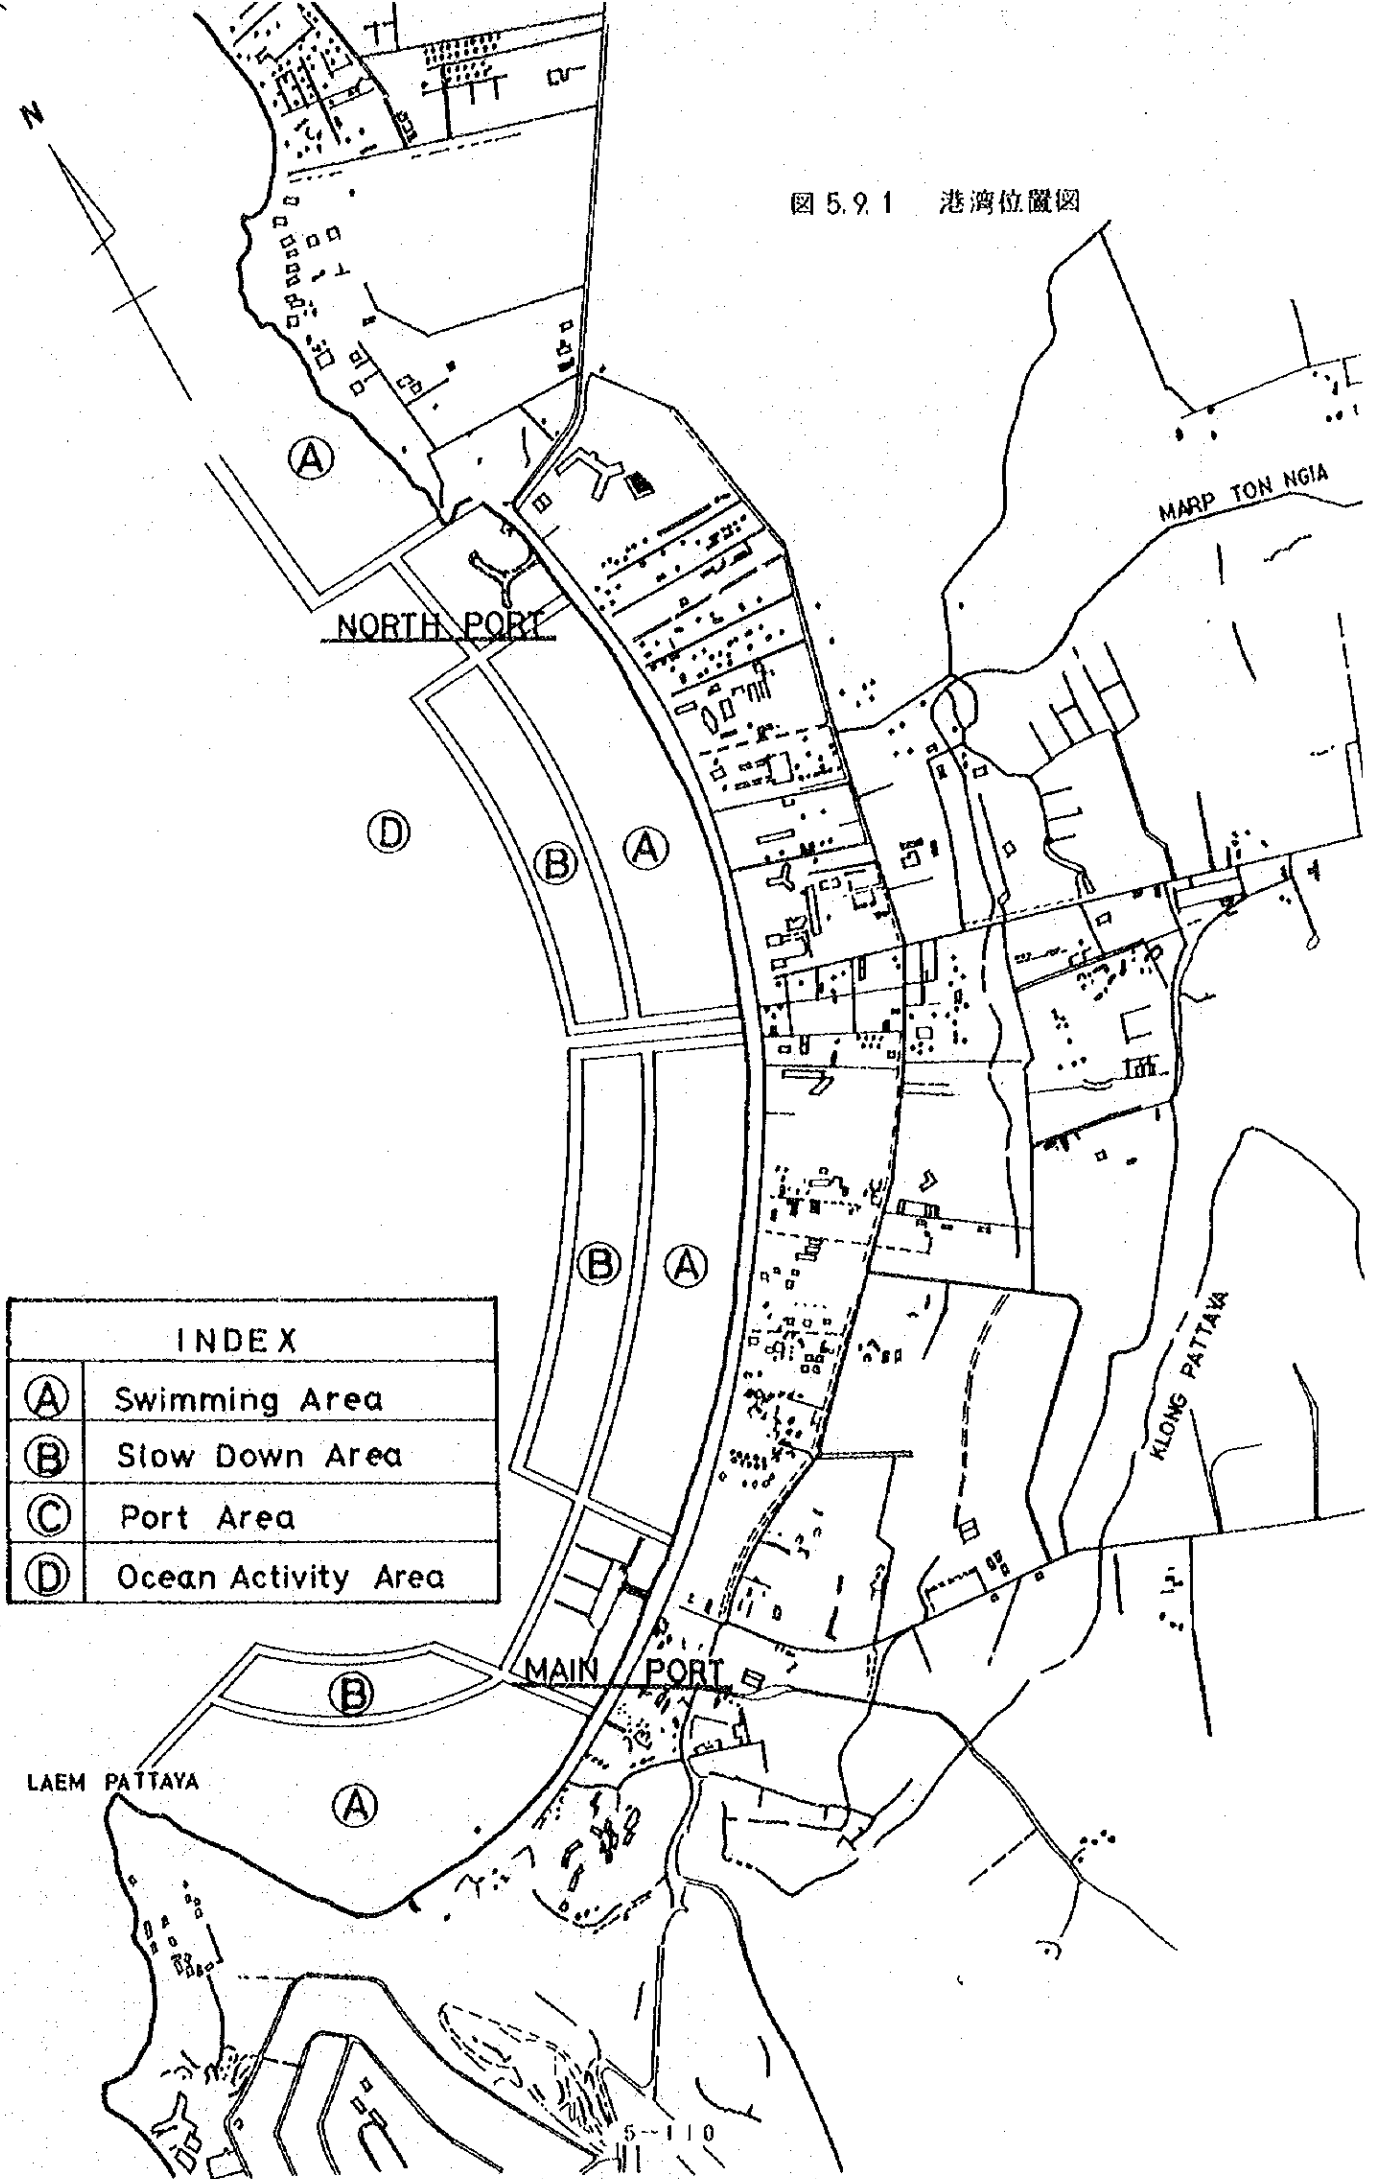 N
図 5.9.1 港湾位置図
MARP TON NGIA
A
NORTH PORT
D
B
A
B
A
KLONG PATTAYA
INDEX
A Swimming Area
B Slow Down Area
C Port Area
D Ocean Activity Area
MAIN PORT
B
LAEM PATTAYA
A
5-110